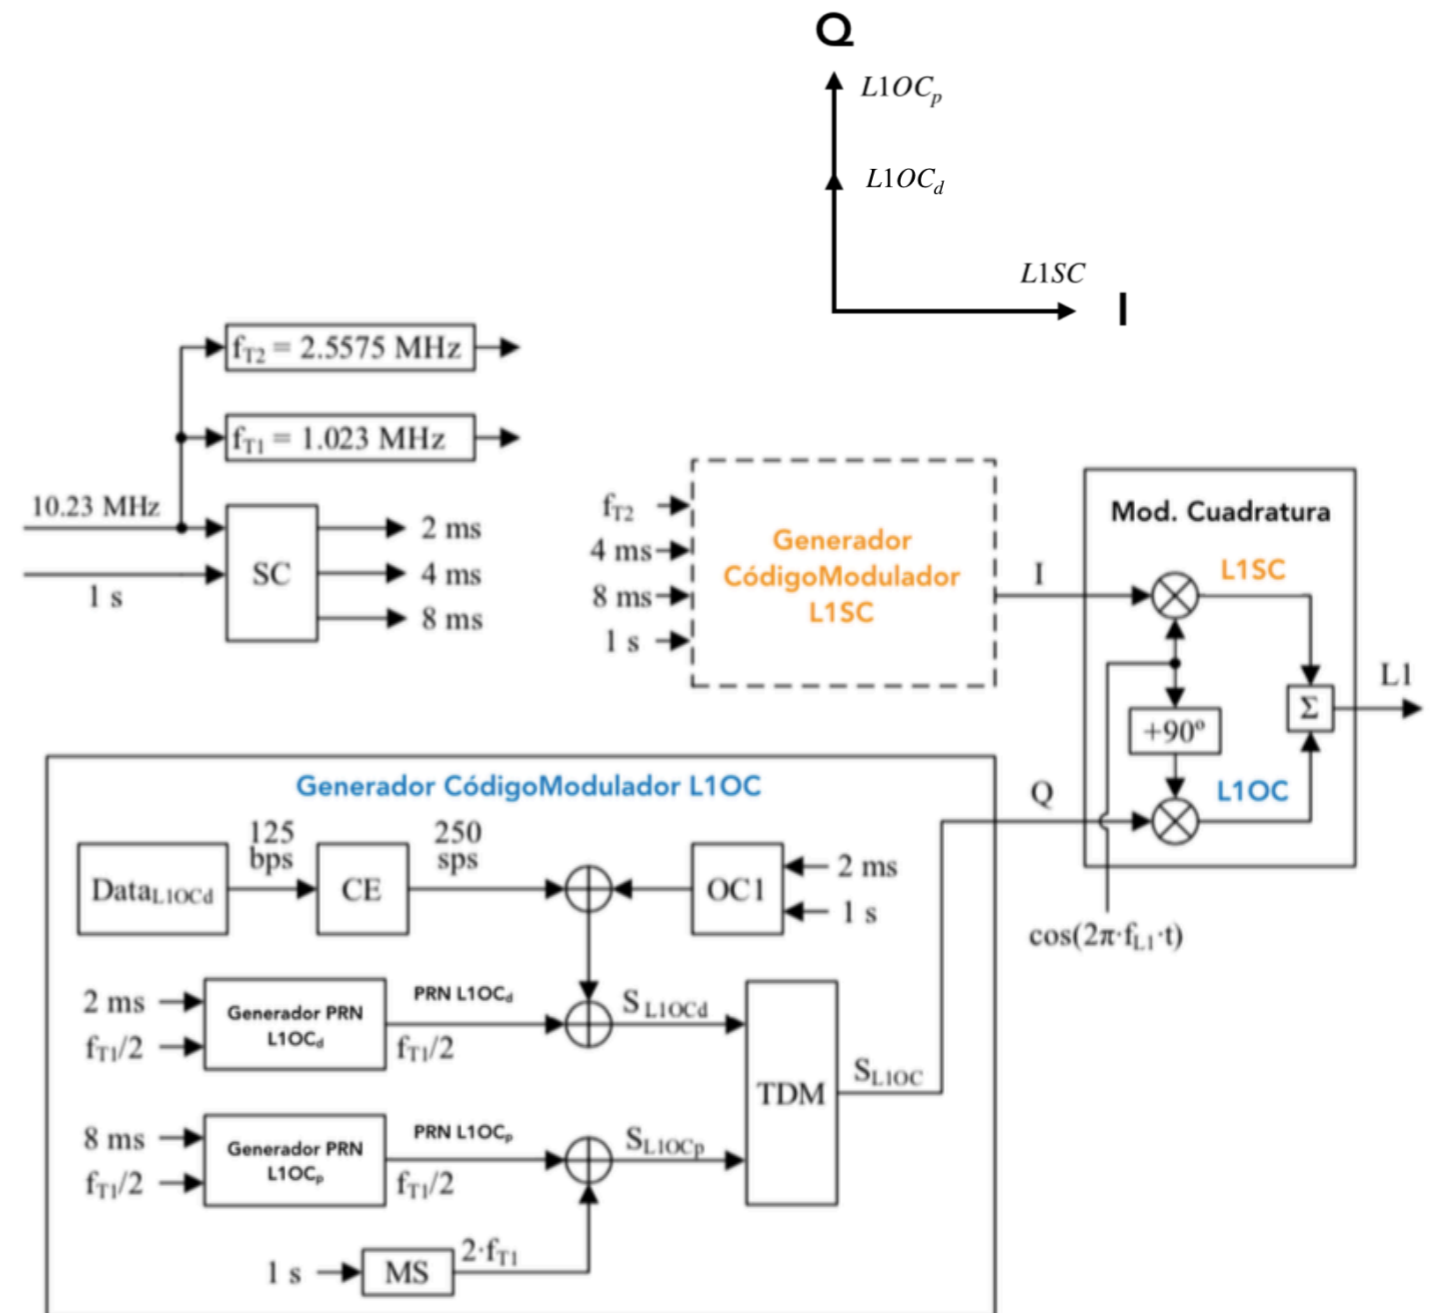 Q
L1OCp
L1OCd
L1SC
I
fT2 = 2.5575 MHz
fT1 = 1.023 MHz
10.23 MHz
1 s
SC
2 ms
4 ms
8 ms
fT2
4 ms
8 ms
1 s
Generador
CódigoModulador
L1SC
I
Mod. Cuadratura
L1SC
+90º
Σ
L1
L1OC
Q
cos(2π·fL1·t)
Generador CódigoModulador L1OC
DataL1OCd
125
bps
CE
250
sps
OC1
2 ms
1 s
2 ms
fT1/2
Generador PRN
L1OCd
PRN L1OCd
fT1/2
S L1OCd
8 ms
fT1/2
Generador PRN
L1OCp
PRN L1OCp
fT1/2
SL1OCp
TDM
SL1OC
1 s
MS
2·fT1